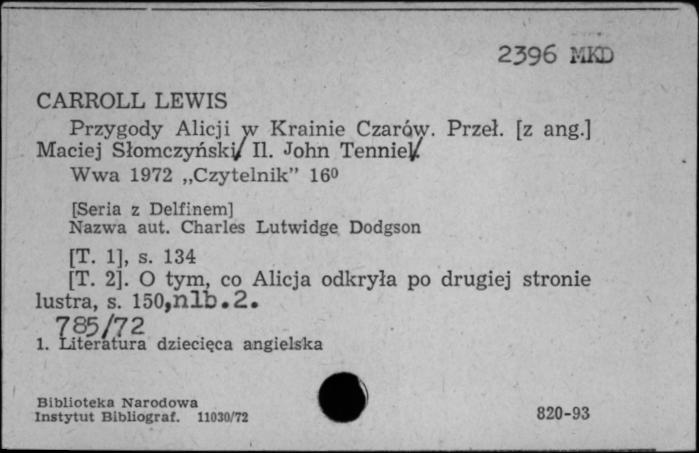 2396 MKD
CARROLL LEWIS
Przygody Alicji w Krainie Czarów. Przeł. [z ang.]
Maciej Słomczyński/ Il. John Tenniel/.
Wwa 1972 „Czytelnik” 16⁰
[Seria z Delfinem]
Nazwa aut. Charles Lutwidge Dodgson
[T. 1], s. 134
[T. 2]. O tym, co Alicja odkryła po drugiej stronie
lustra, s. 150,nlb.2.
785/72
1. Literatura dziecięca angielska
Biblioteka Narodowa
Instytut Bibliograf. 11030/72
820-93